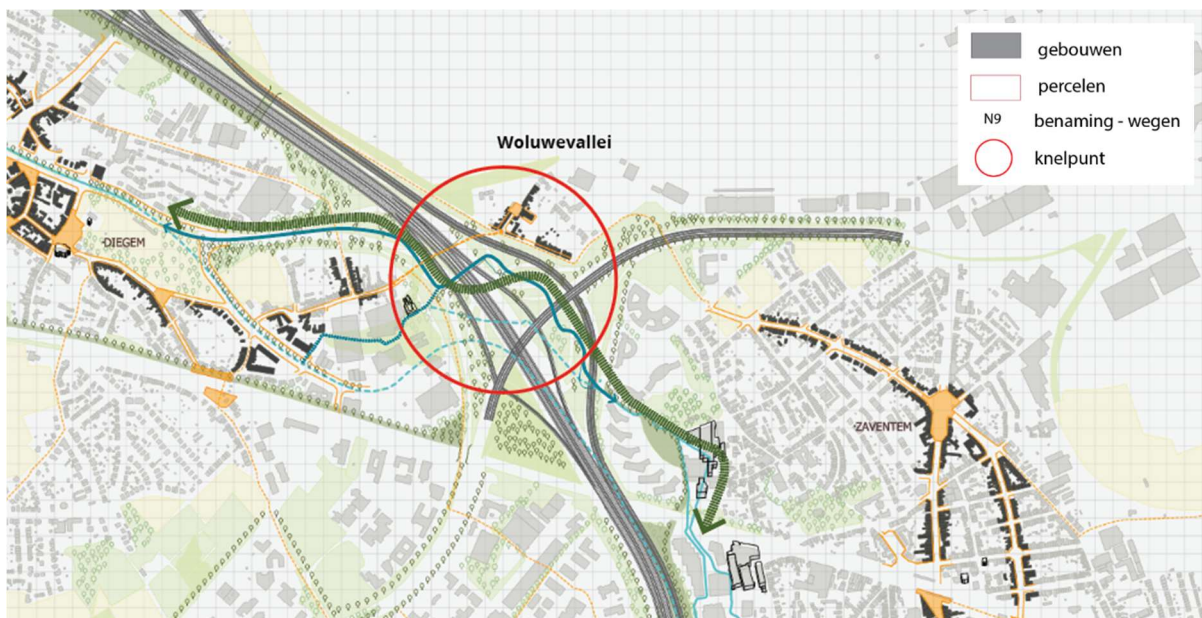 gebouwen
percelen
N9 benaming - wegen
knelpunt
Woluwevallei
DIEGEM
ZAVENTEM